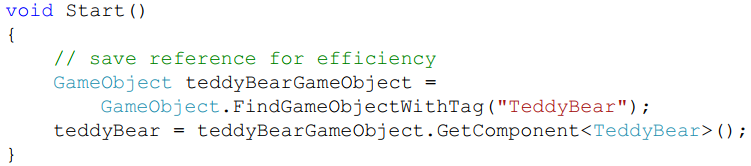 void Start()
{
    // save reference for efficiency
    GameObject teddyBearGameObject =
        GameObject.FindGameObjectWithTag("TeddyBear");
    teddyBear = teddyBearGameObject.GetComponent<TeddyBear>();
}